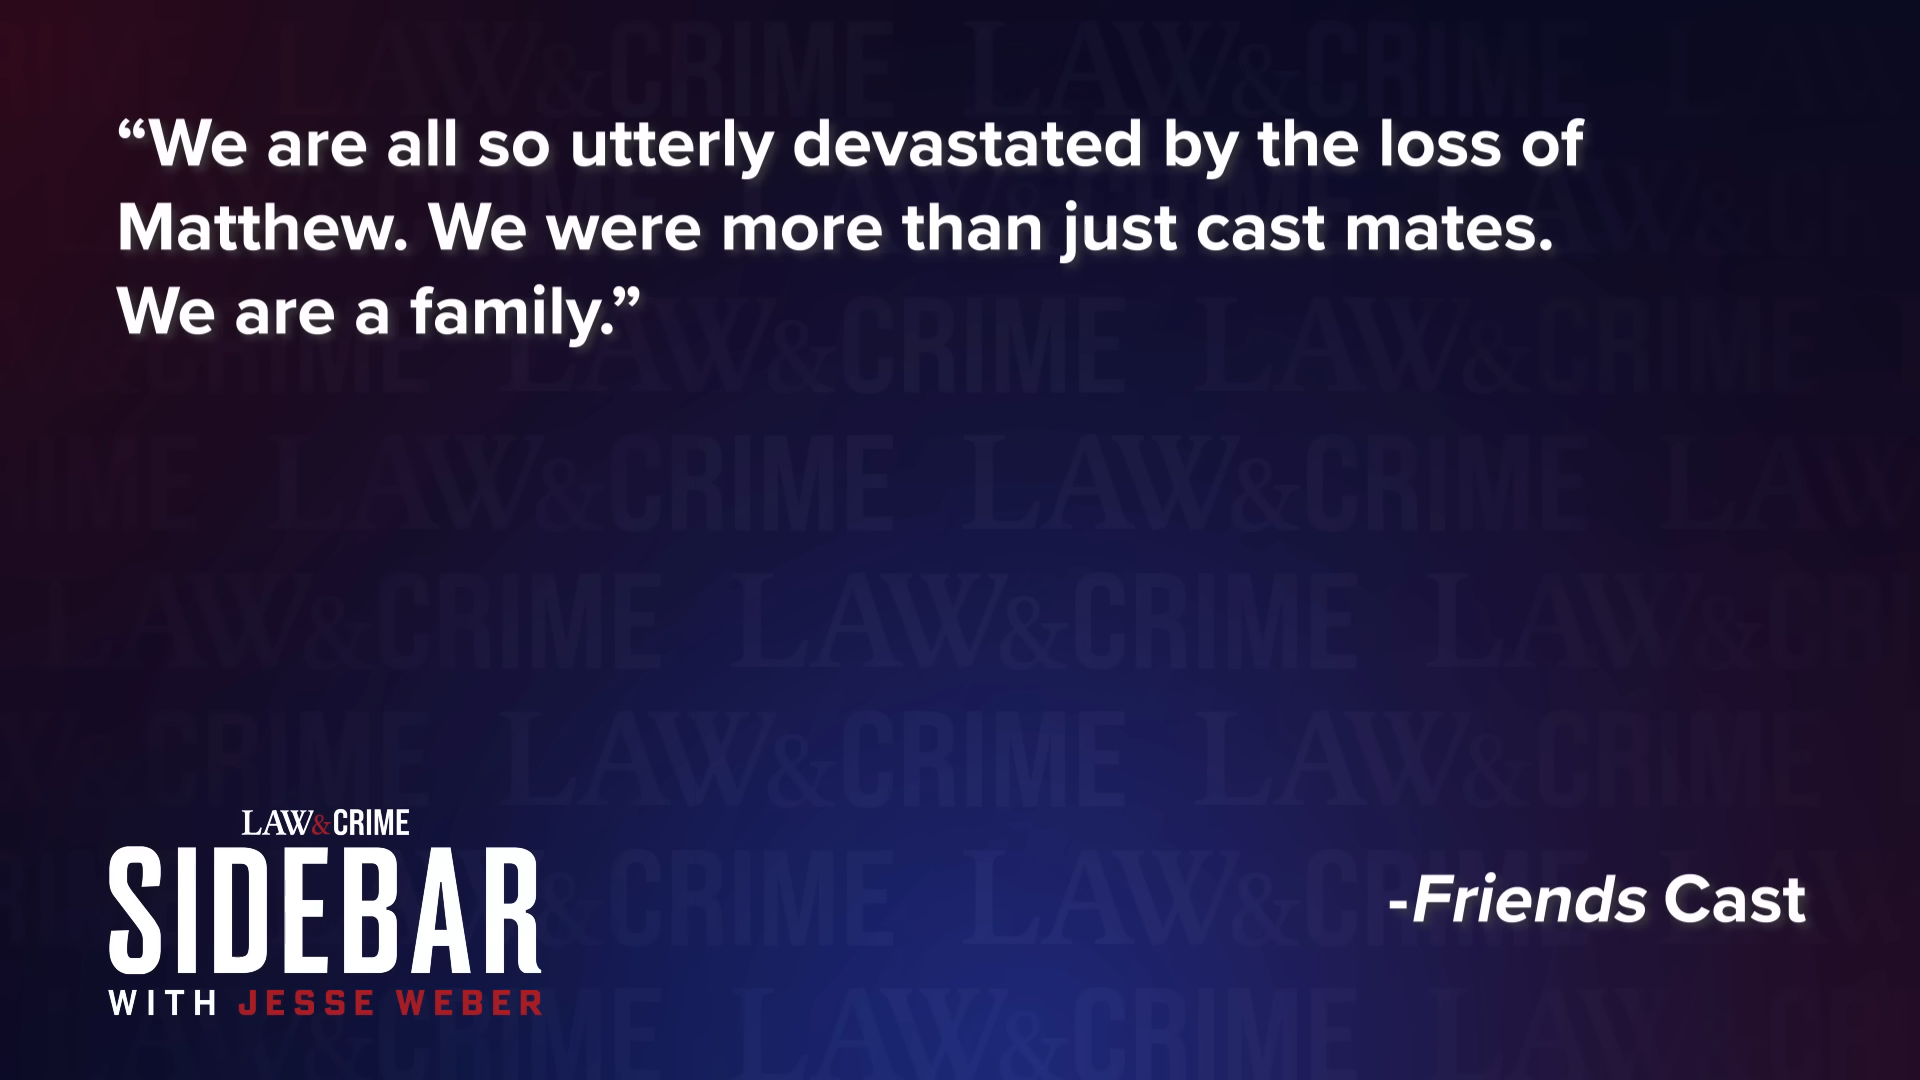 “We are all so utterly devastated by the loss of
Matthew. We were more than just cast mates.
We are a family.”
-Friends Cast
LAW&CRIME
SIDEBAR
WITH JESSE WEBER